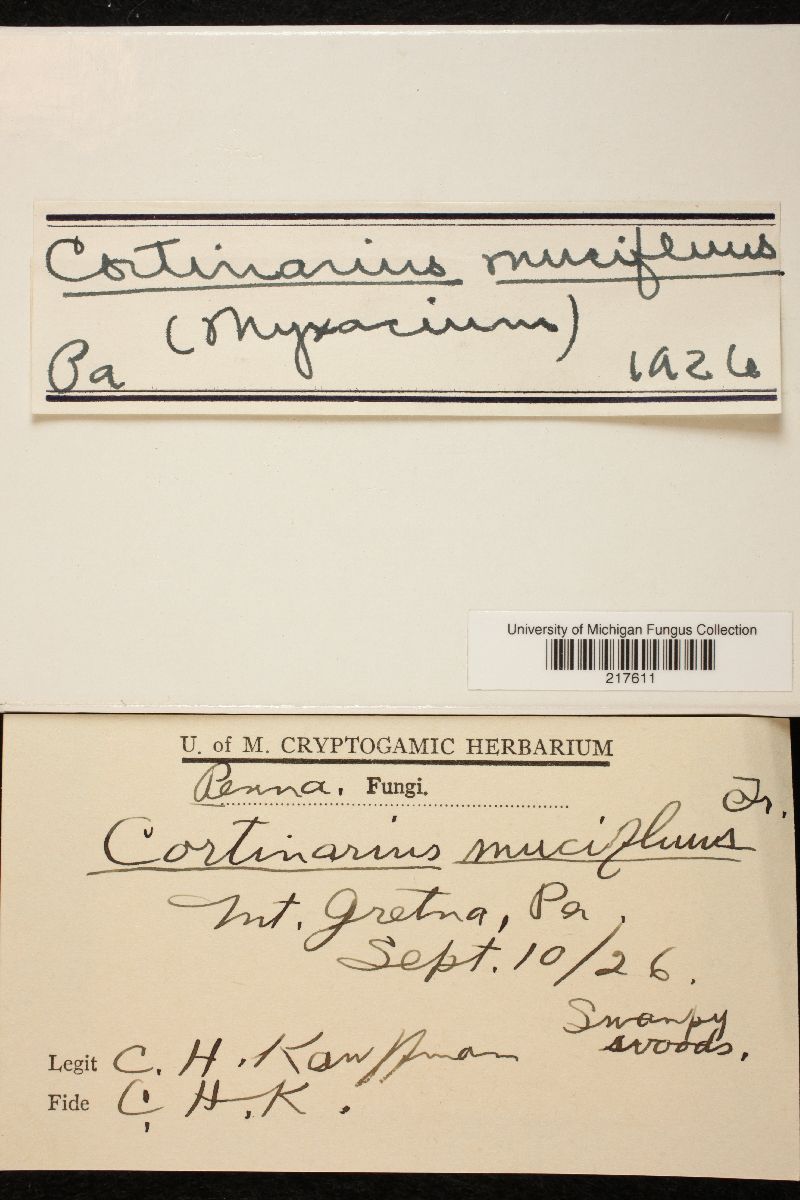 Cortinarius mucifluus
(Myxacium)
Pa 1926
University of Michigan Fungus Collection
217611
U. of M. CRYPTOGAMIC HERBARIUM
Penna. Fungi.
Cortinarius mucifluus Fr.
Mt. Gretna, Pa.
Sept. 10/26.
Swampy
woods.
Legit C. H. Kauffman
Fide C. H. K.